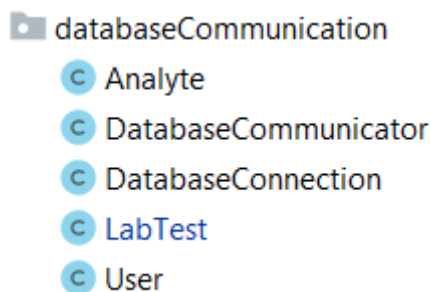 databaseCommunication
C Analyte
C DatabaseCommunicator
C DatabaseConnection
C LabTest
C User